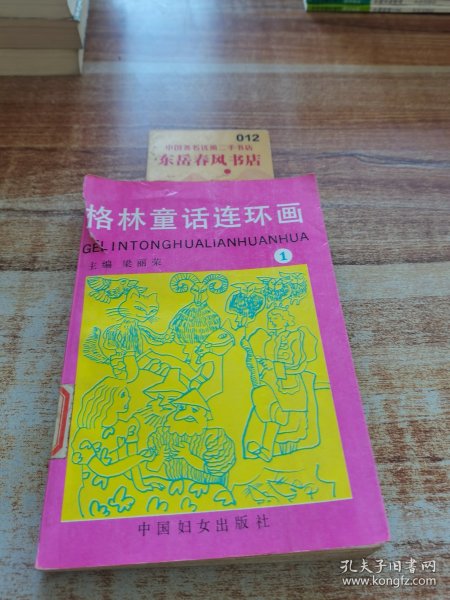 012
中国著名优质二手书店
东岳春风书店
格林童话连环画
GELINTONGHUALIANHUANHUA
主编 梁丽荣
1
中国妇女出版社
孔夫子旧书网
www.kongfz.com